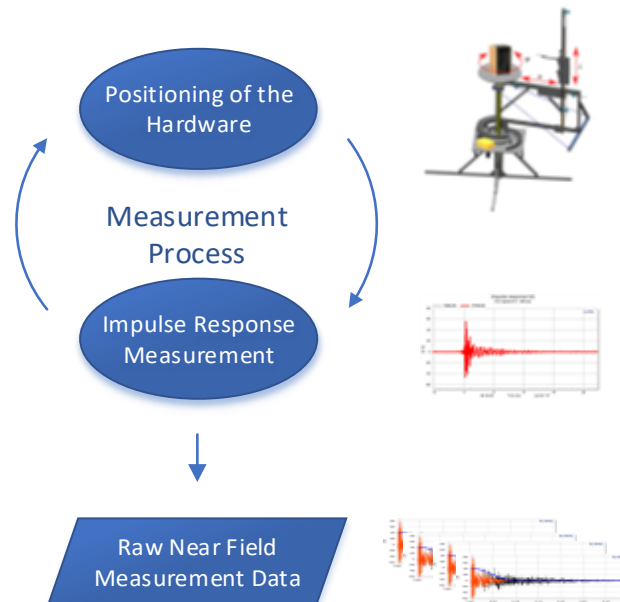 Positioning of the
Hardware
Measurement
Process
Impulse Response
Measurement
Raw Near Field
Measurement Data